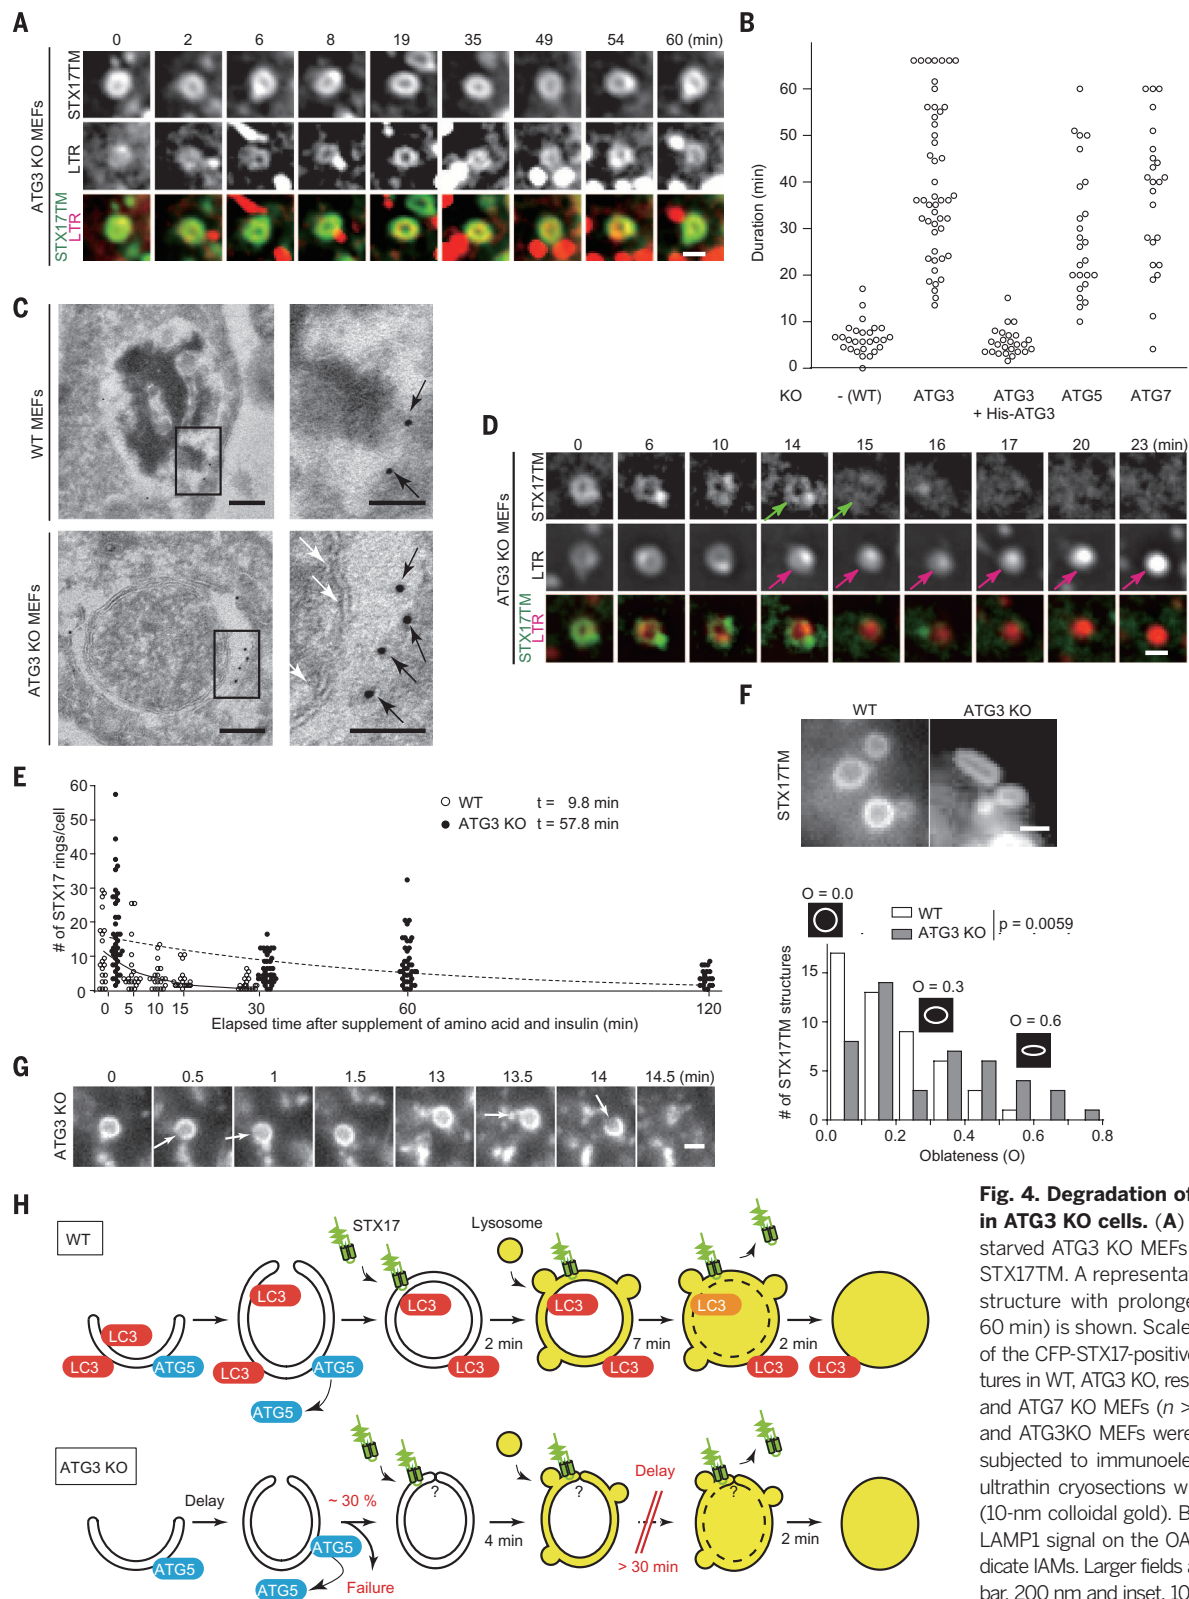 A
0 2 6 8 19 35 49 54 60 (min)
ATG3 KO MEFs
STX17TM
LTR
STX17TM
LTR
B
Duration (min)
60
50
40
30
20
10
0
KO - (WT) ATG3 ATG3 ATG5 ATG7
+ His-ATG3
C
WT MEFs
ATG3 KO MEFs
D
0 6 10 14 15 16 17 20 23 (min)
ATG3 KO MEFs
STX17TM
LTR
STX17TM
LTR
E
# of STX17 rings/cell
60
50
40
30
20
10
0
WT t = 9.8 min
ATG3 KO t = 57.8 min
0 5 10 15 30 60 120
Elapsed time after supplement of amino acid and insulin (min)
F
WT ATG3 KO
STX17TM
O = 0.0
WT
ATG3 KO
p = 0.0059
O = 0.3
O = 0.6
# of STX17TM structures
15
10
5
0
0.0 0.2 0.4 0.6 0.8
Oblateness (O)
G
0 0.5 1 1.5 13 13.5 14 14.5 (min)
ATG3 KO
H
WT
STX17
Lysosome
LC3
LC3
ATG5
LC3
LC3
ATG5
ATG5
LC3
LC3
2 min
LC3
LC3
7 min
LC3
LC3
2 min
LC3
ATG3 KO
Delay
ATG5
~ 30 %
ATG5
ATG5
Failure
?
4 min
?
Delay
> 30 min
?
2 min
Fig. 4. Degradation of
in ATG3 KO cells. (A)
starved ATG3 KO MEFs
STX17TM. A representat
structure with prolonge
60 min) is shown. Scale
of the CFP-STX17-positive
tures in WT, ATG3 KO, res
and ATG7 KO MEFs (n >
and ATG3KO MEFs were
subjected to immunoele
ultrathin cryosections w
(10-nm colloidal gold). B
LAMP1 signal on the OA
dicate IAMs. Larger fields a
bar, 200 nm and inset, 10